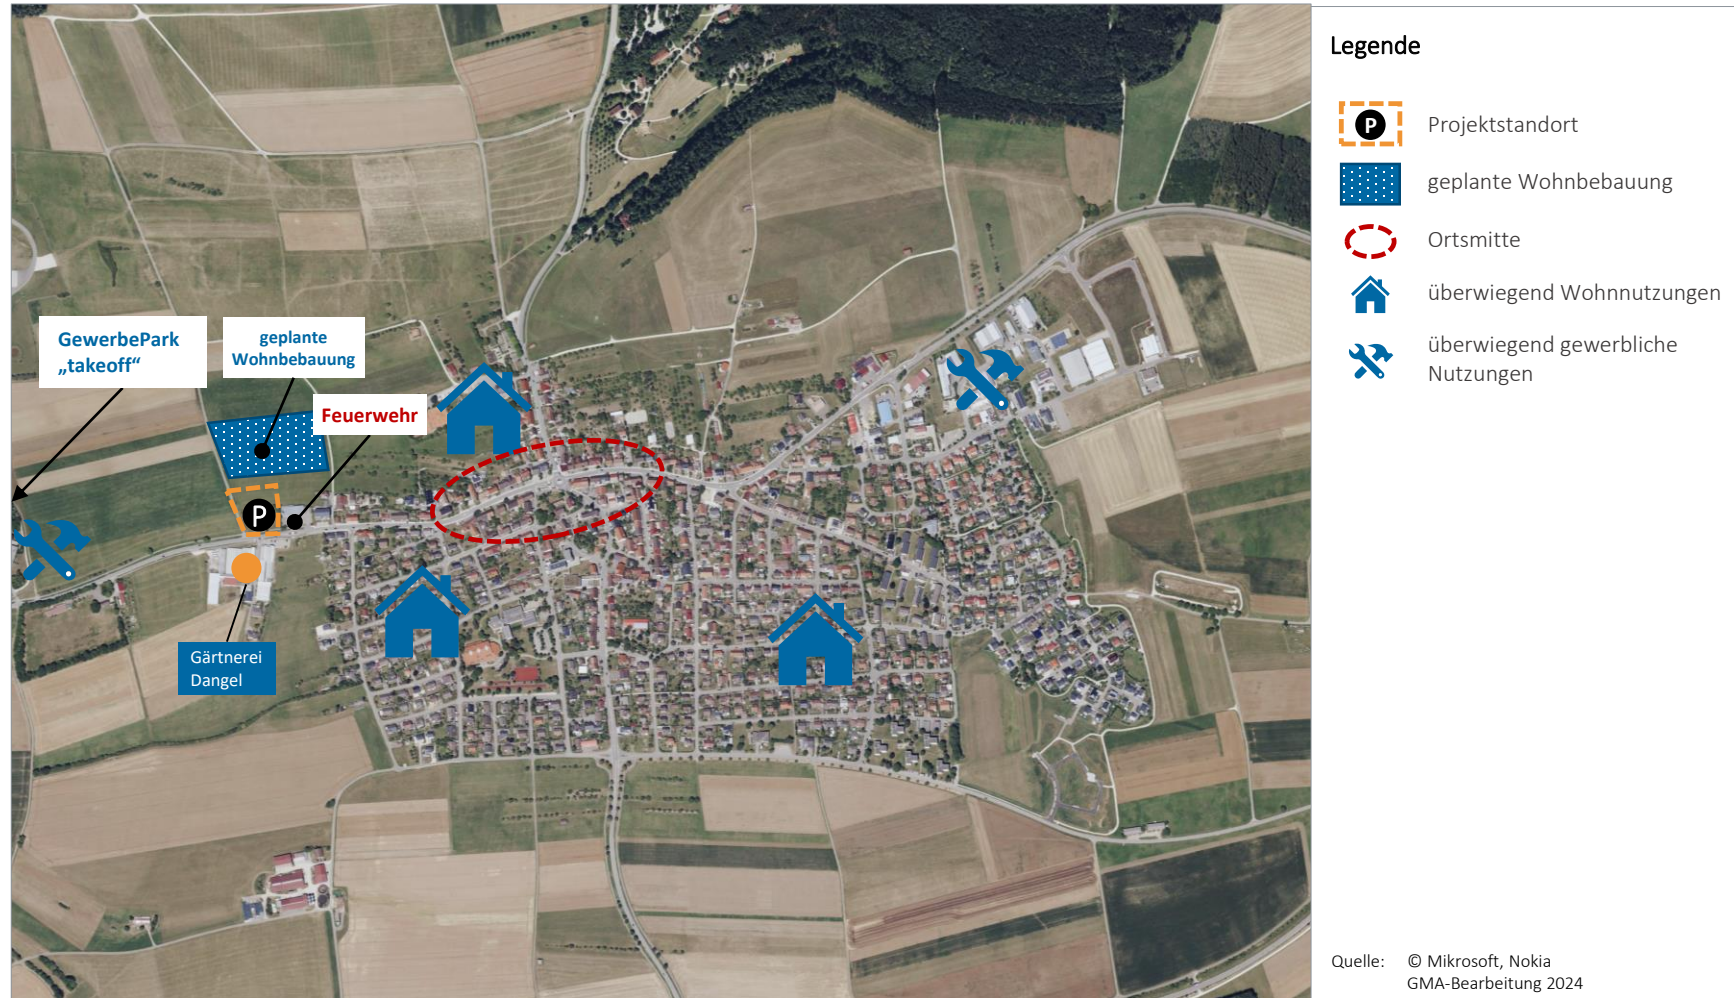 GewerbePark
„takeoff“
geplante
Wohnbebauung
Feuerwehr
P
Gärtnerei
Dangel
Legende
P
Projektstandort
geplante Wohnbebauung
Ortsmitte
überwiegend Wohnnutzungen
überwiegend gewerbliche
Nutzungen
Quelle: © Mikrosoft, Nokia
GMA-Bearbeitung 2024